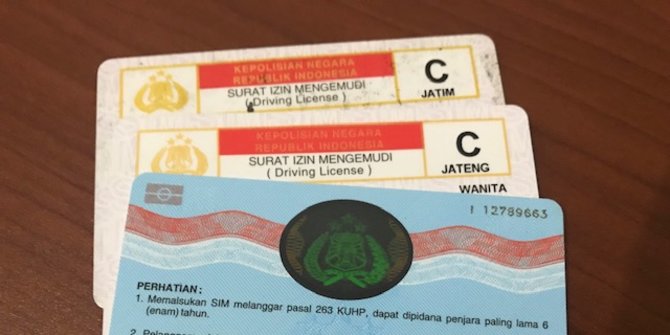 KEPOLISIAN NEGARA
REPUBLIK INDONESIA
SURAT IZIN MENGEMUDI
( Driving License )
C
JATIM
KEPOLISIAN NEGARA
REPUBLIK INDONESIA
SURAT IZIN MENGEMUDI
( Driving License )
C
JATENG
WANITA
12789663
PERHATIAN :
1. Memalsukan SIM melanggar pasal 263 KUHP, dapat dipidana penjara paling lama 6
(enam) tahun.
2.